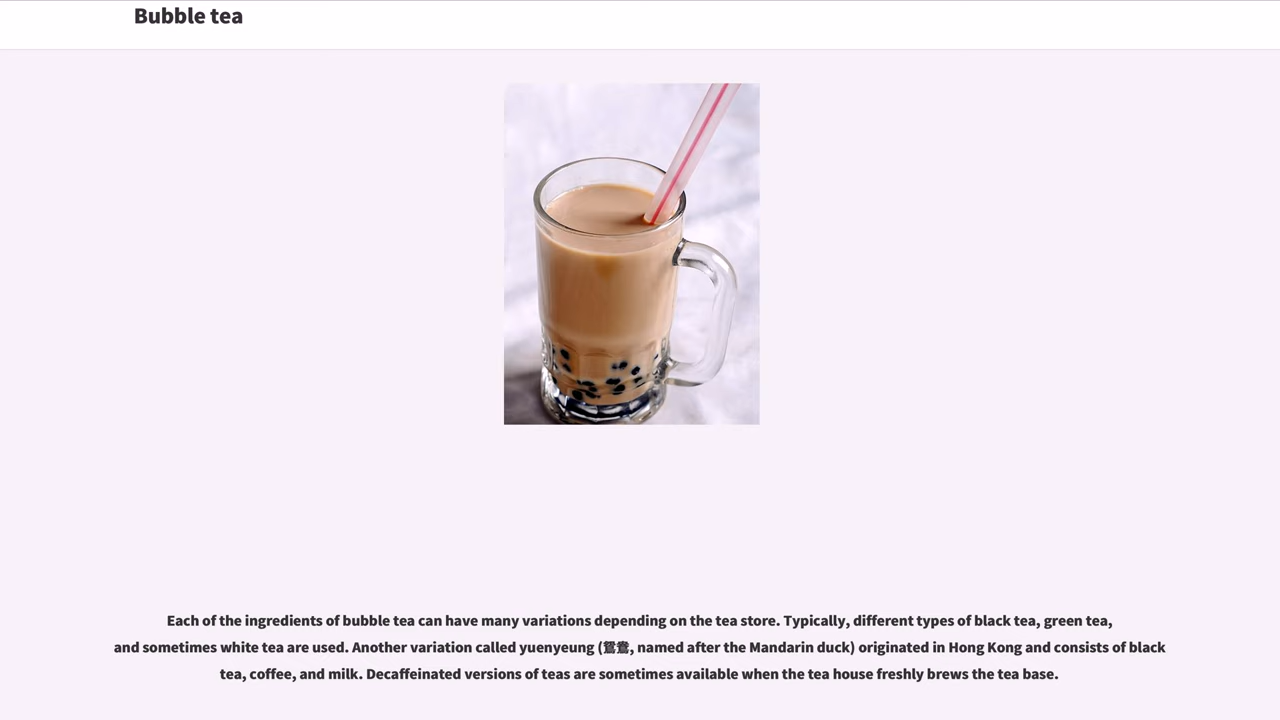 Bubble tea
Each of the ingredients of bubble tea can have many variations depending on the tea store. Typically, different types of black tea, green tea,
and sometimes white tea are used. Another variation called yuenyeung (鴛鴦, named after the Mandarin duck) originated in Hong Kong and consists of black
tea, coffee, and milk. Decaffeinated versions of teas are sometimes available when the tea house freshly brews the tea base.